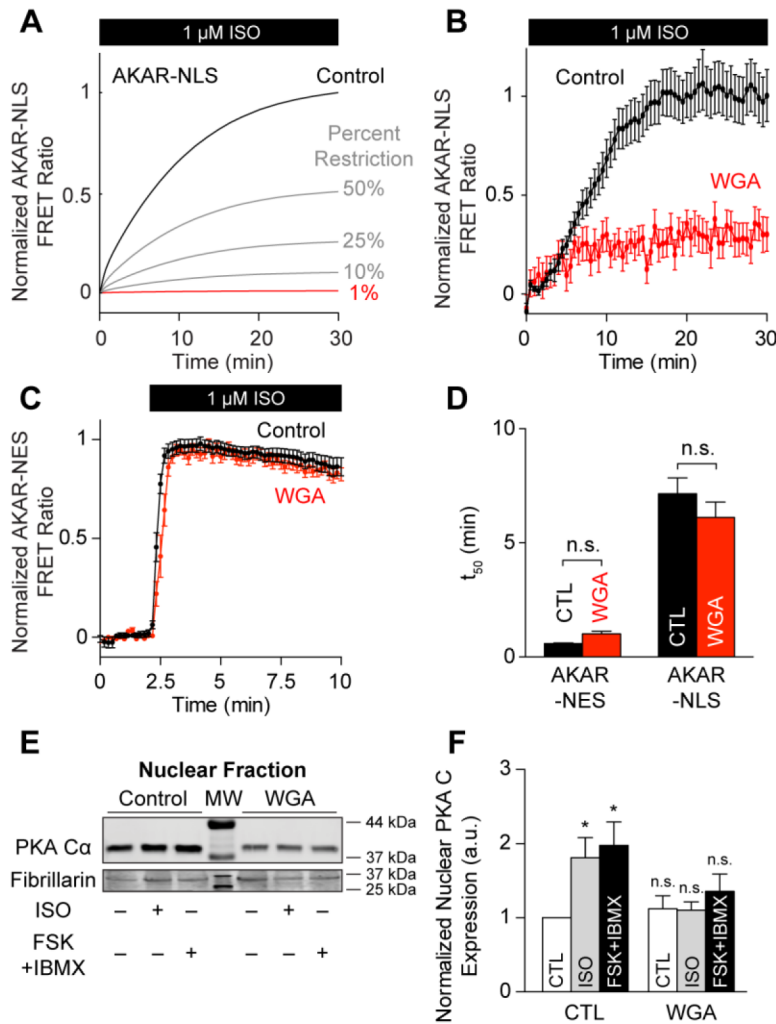 A
1 µM ISO
AKAR-NLS
Control
Percent
Restriction
50%
25%
10%
1%
1
0.5
0
Normalized AKAR-NLS
FRET Ratio
0
10
20
30
Time (min)
B
1 µM ISO
Control
WGA
1
0.5
0
Normalized AKAR-NLS
FRET Ratio
0
10
20
30
Time (min)
C
1 µM ISO
Control
WGA
1
0.5
0
Normalized AKAR-NES
FRET Ratio
0
2.5
5
7.5
10
Time (min)
D
10
5
0
t50 (min)
n.s.
n.s.
CTL
WGA
CTL
WGA
AKAR
-NES
AKAR
-NLS
E
Nuclear Fraction
Control MW WGA
44 kDa
PKA Cα
37 kDa
Fibrillarin
37 kDa
25 kDa
ISO – + – – + –
FSK
+IBMX – – + – – +
F
Normalized Nuclear PKA C
Expression (a.u.)
3
2
1
0
*
*
n.s.
n.s.
n.s.
CTL
ISO
FSK+IBMX
CTL
ISO
FSK+IBMX
CTL
WGA